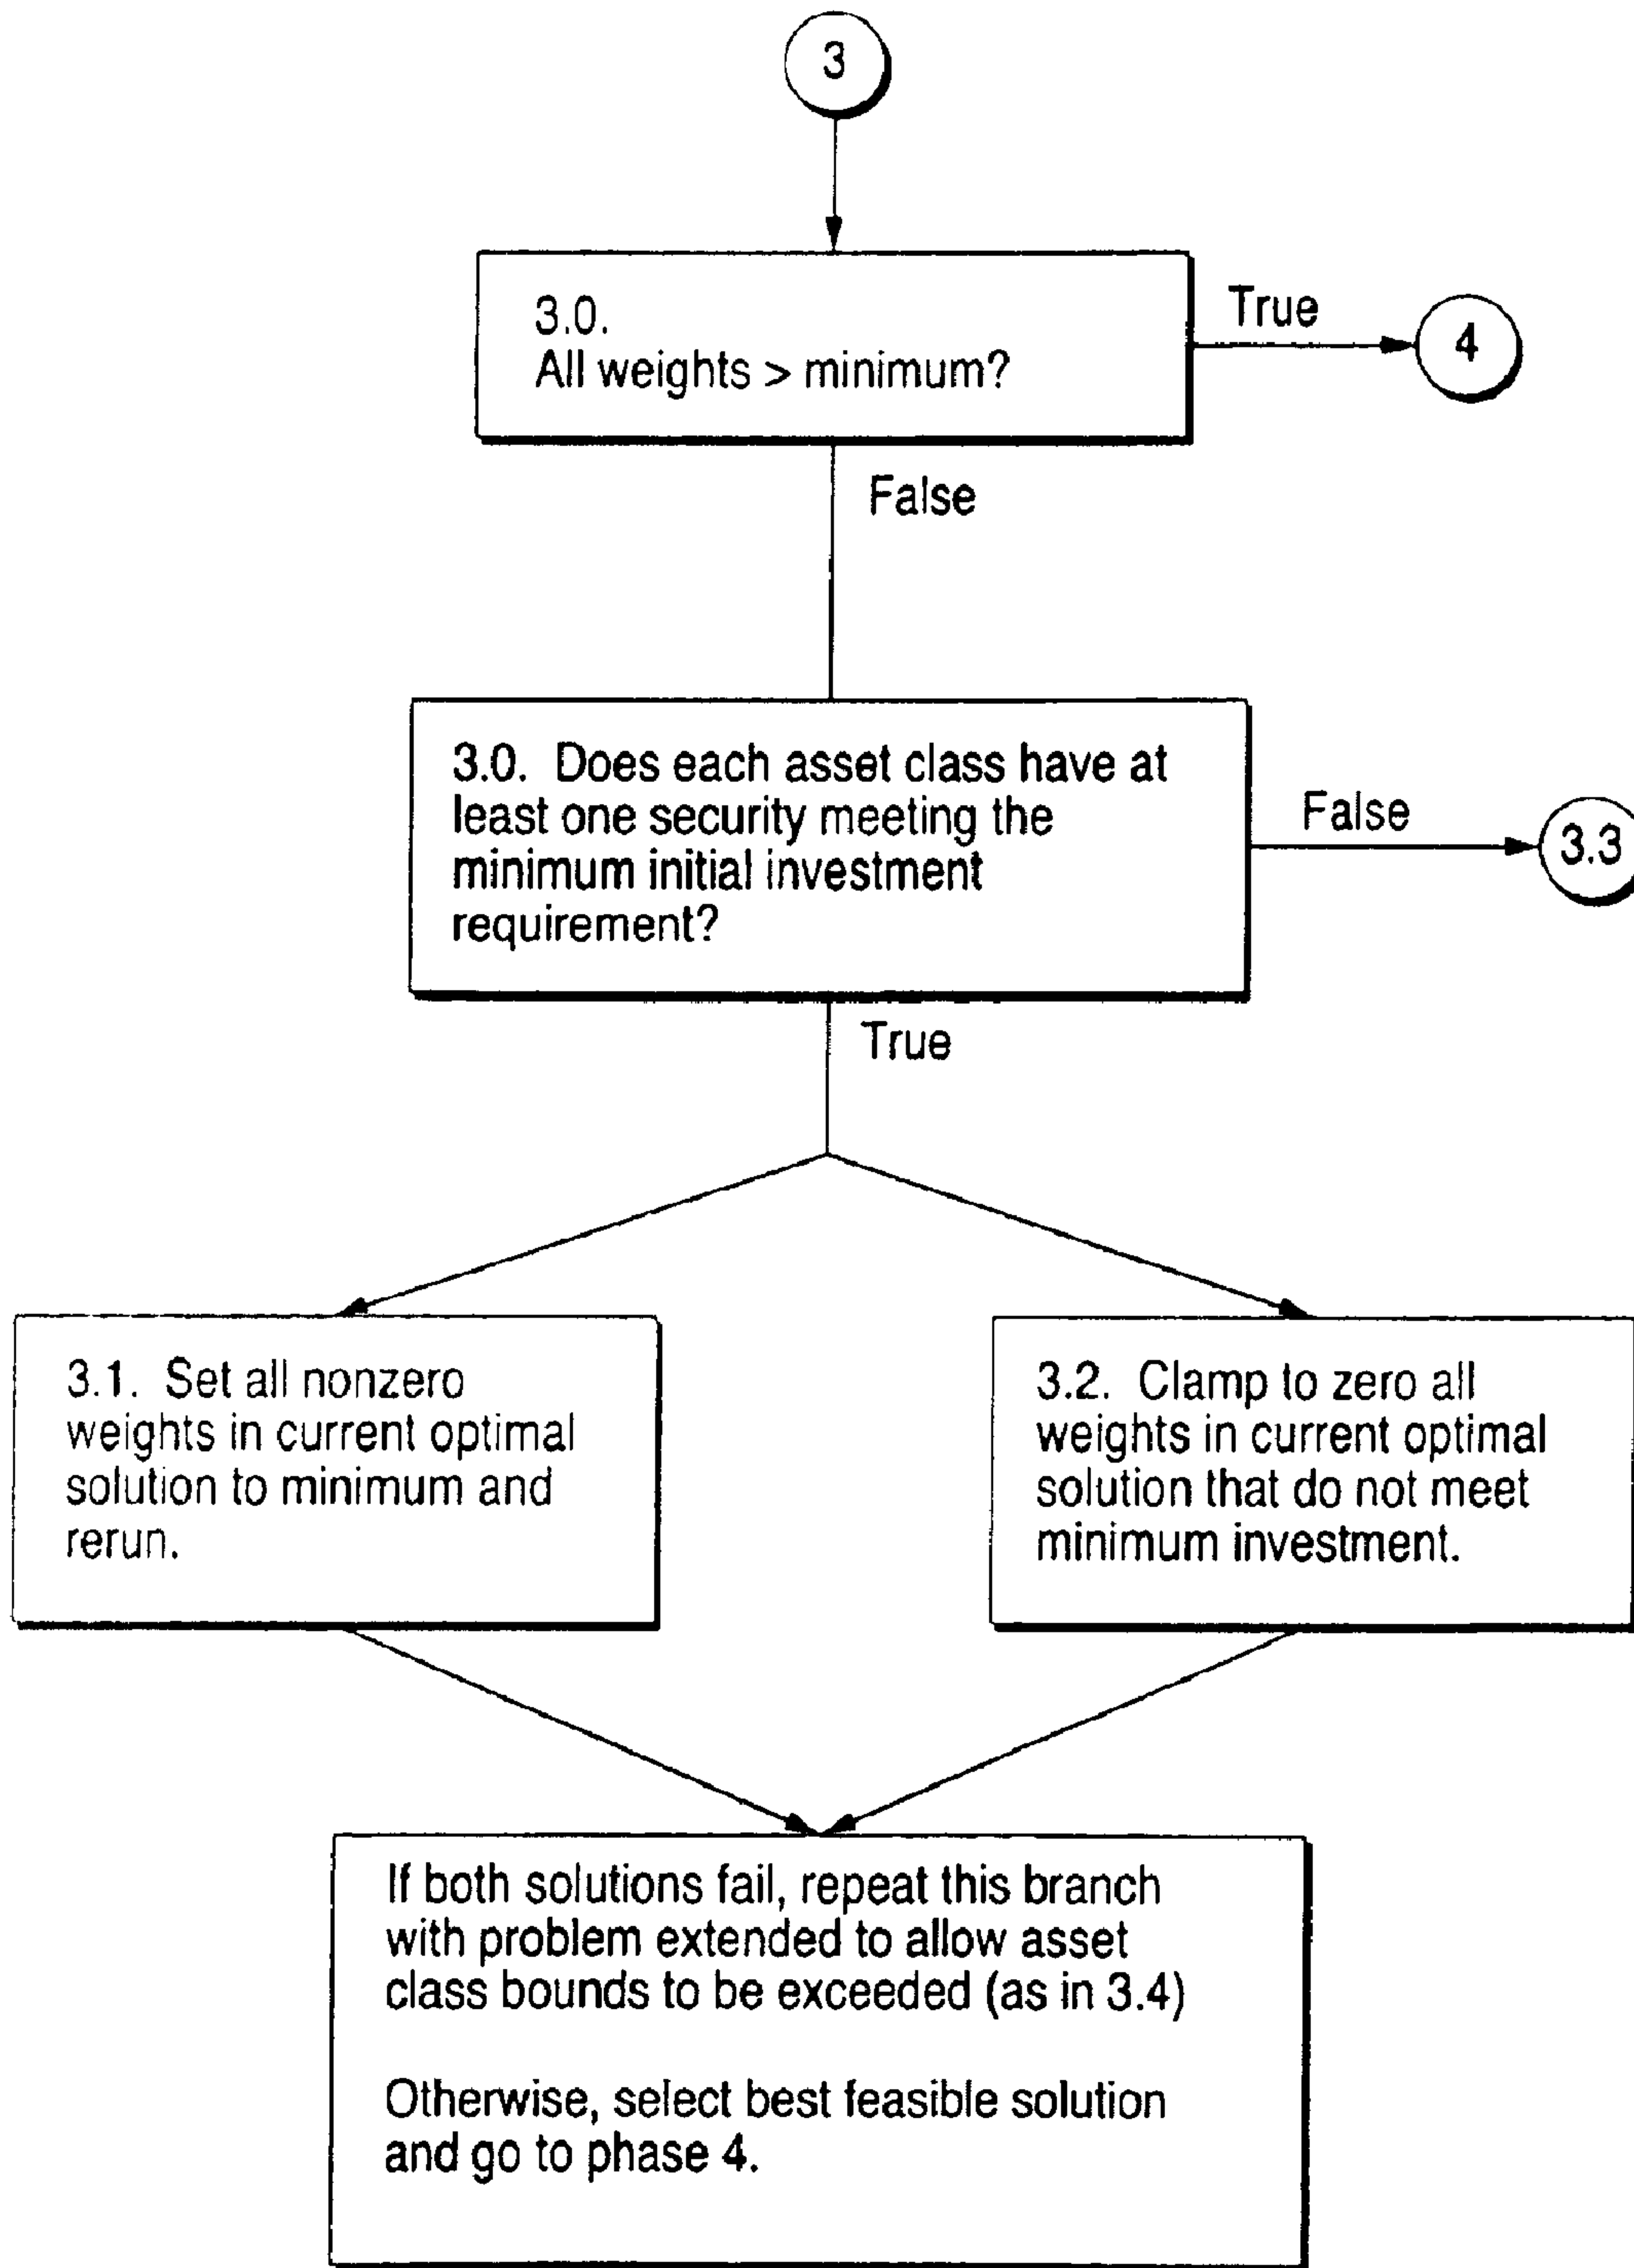 3
3.0.
All weights > minimum?
True
4
False
3.0. Does each asset class have at
least one security meeting the
minimum initial investment
requirement?
False
3.3
True
3.1. Set all nonzero
weights in current optimal
solution to minimum and
rerun.
3.2. Clamp to zero all
weights in current optimal
solution that do not meet
minimum investment.
If both solutions fail, repeat this branch
with problem extended to allow asset
class bounds to be exceeded (as in 3.4)
Otherwise, select best feasible solution
and go to phase 4.